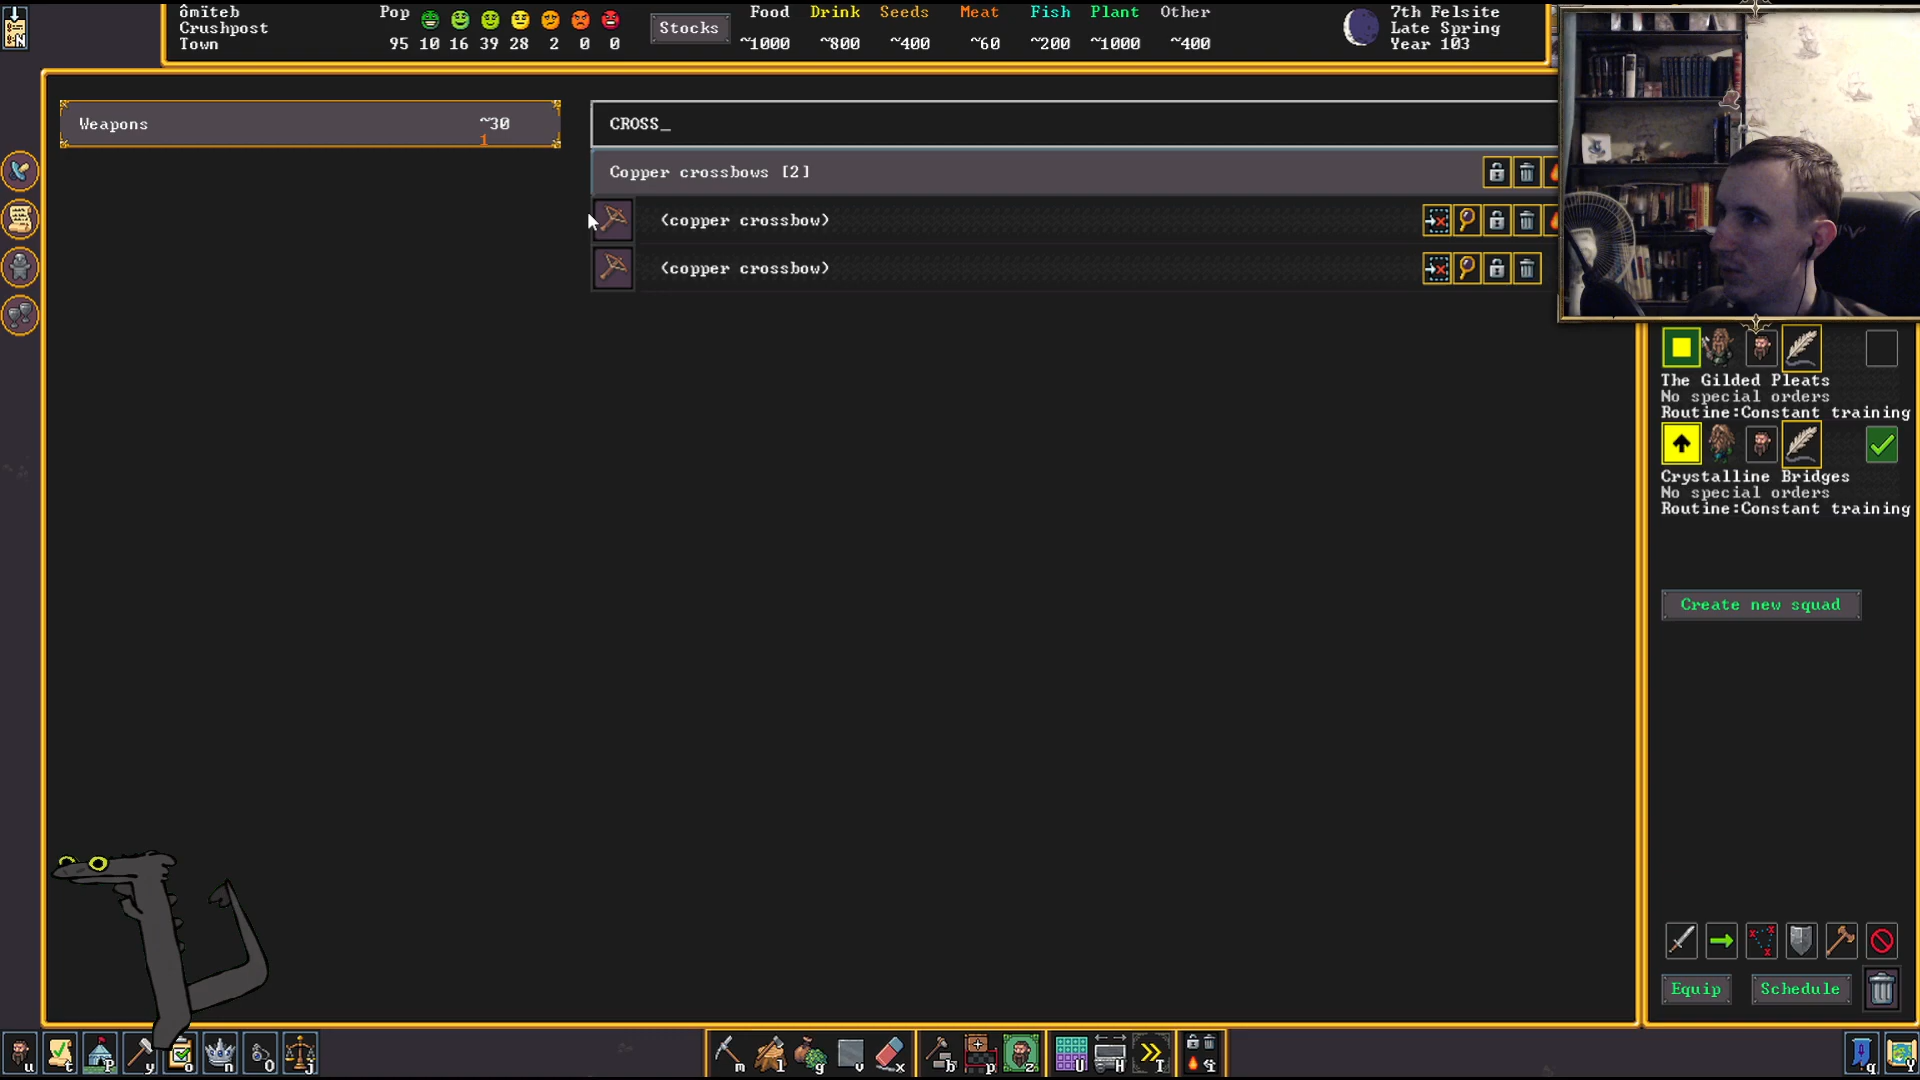 ômïteb
Crushpost
Town
Pop
95 10 16 39 28 2 0 0
Stocks
Food Drink Seeds Meat Fish Plant Other
~1000 ~800 ~400 ~60 ~200 ~1000 ~400
7th Felsite
Late Spring
Year 103
N
Weapons ~30
1
CROSS_
Copper crossbows [2]
(copper crossbow)
(copper crossbow)
The Gilded Pleats
No special orders
Routine:Constant training
Crystalline Bridges
No special orders
Routine:Constant training
Create new squad
Equip Schedule
u t P y o n O j m l g v x b p z U H T i q Y